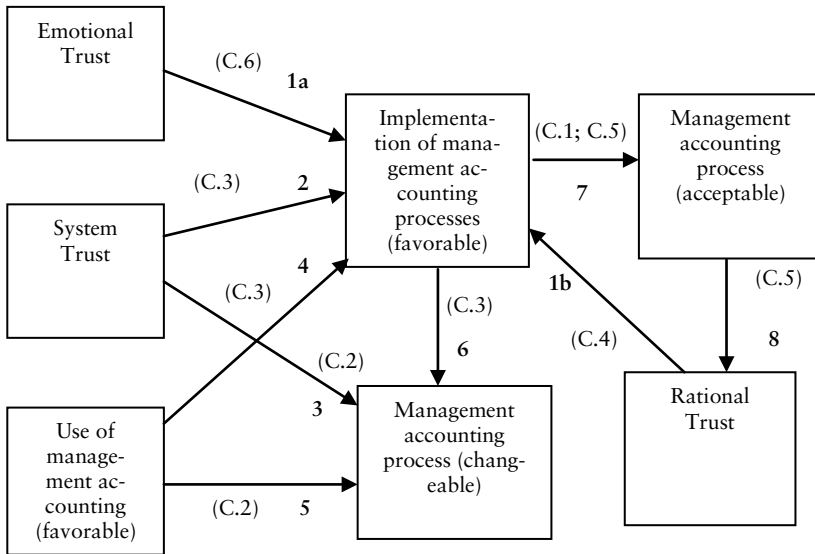 Emotional
Trust
(C.6)
1a
Implementa-
tion of mana-
gement ac-
counting
processes
(favorable)
(C.1; C.5)
7
Management
accounting
process
(acceptable)
(C.3)
2
System
Trust
4
(C.3)
(C.3)
6
1b
(C.4)
(C.5)
8
(C.2)
3
Rational
Trust
Use of
manage-
ment ac-
counting
(favorable)
(C.2)
5
Management
accounting
process (chang-
eable)